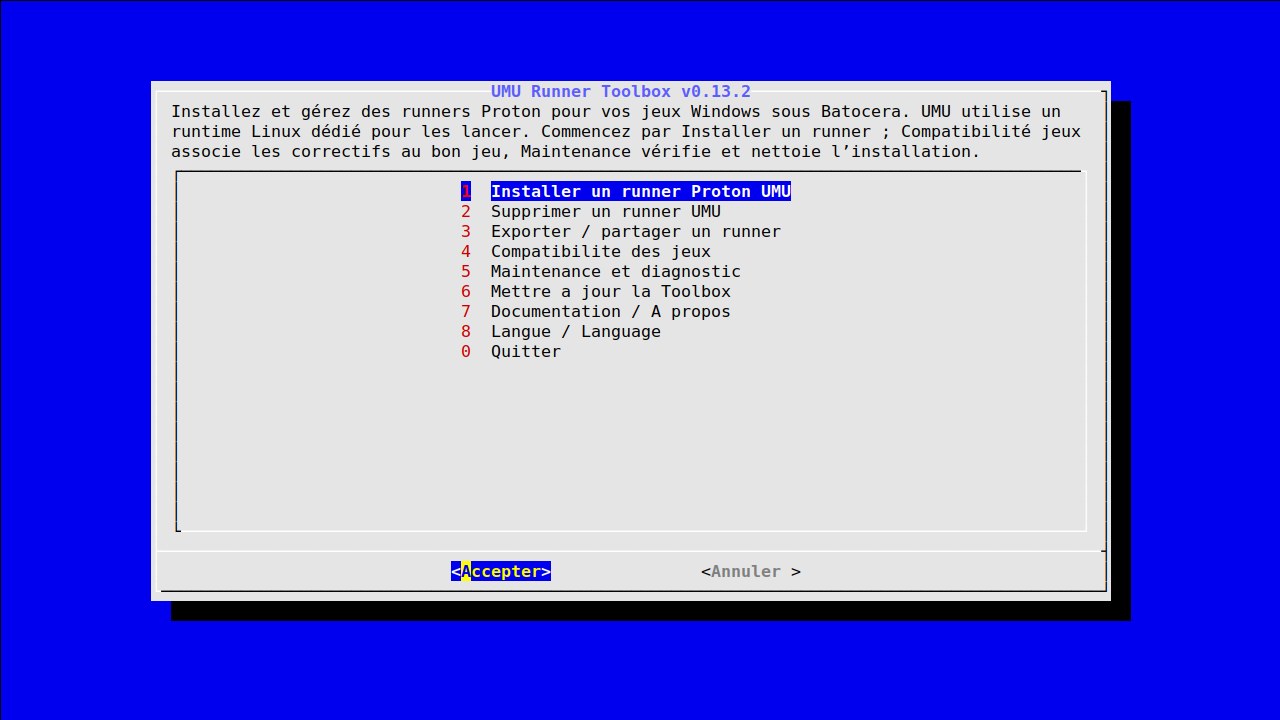 UMU Runner Toolbox v0.13.2
Installez et gérez des runners Proton pour vos jeux Windows sous Batocera. UMU utilise un
runtime Linux dédié pour les lancer. Commencez par Installer un runner ; Compatibilité jeux
associe les correctifs au bon jeu, Maintenance vérifie et nettoie l’installation.
1 Installer un runner Proton UMU
2 Supprimer un runner UMU
3 Exporter / partager un runner
4 Compatibilite des jeux
5 Maintenance et diagnostic
6 Mettre a jour la Toolbox
7 Documentation / A propos
8 Langue / Language
0 Quitter
<Accepter> <Annuler >